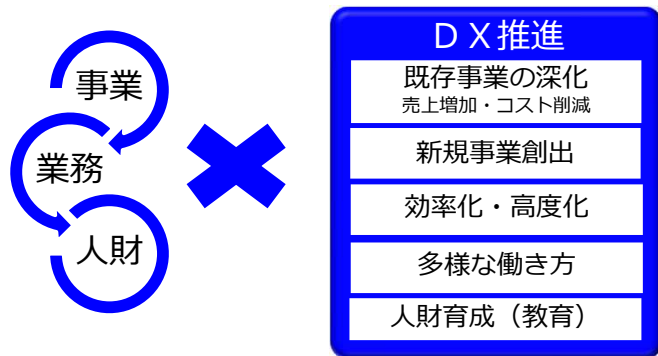 事業
業務
人財
ＤＸ推進
既存事業の深化
売上増加・コスト削減
新規事業創出
効率化・高度化
多様な働き方
人財育成（教育）